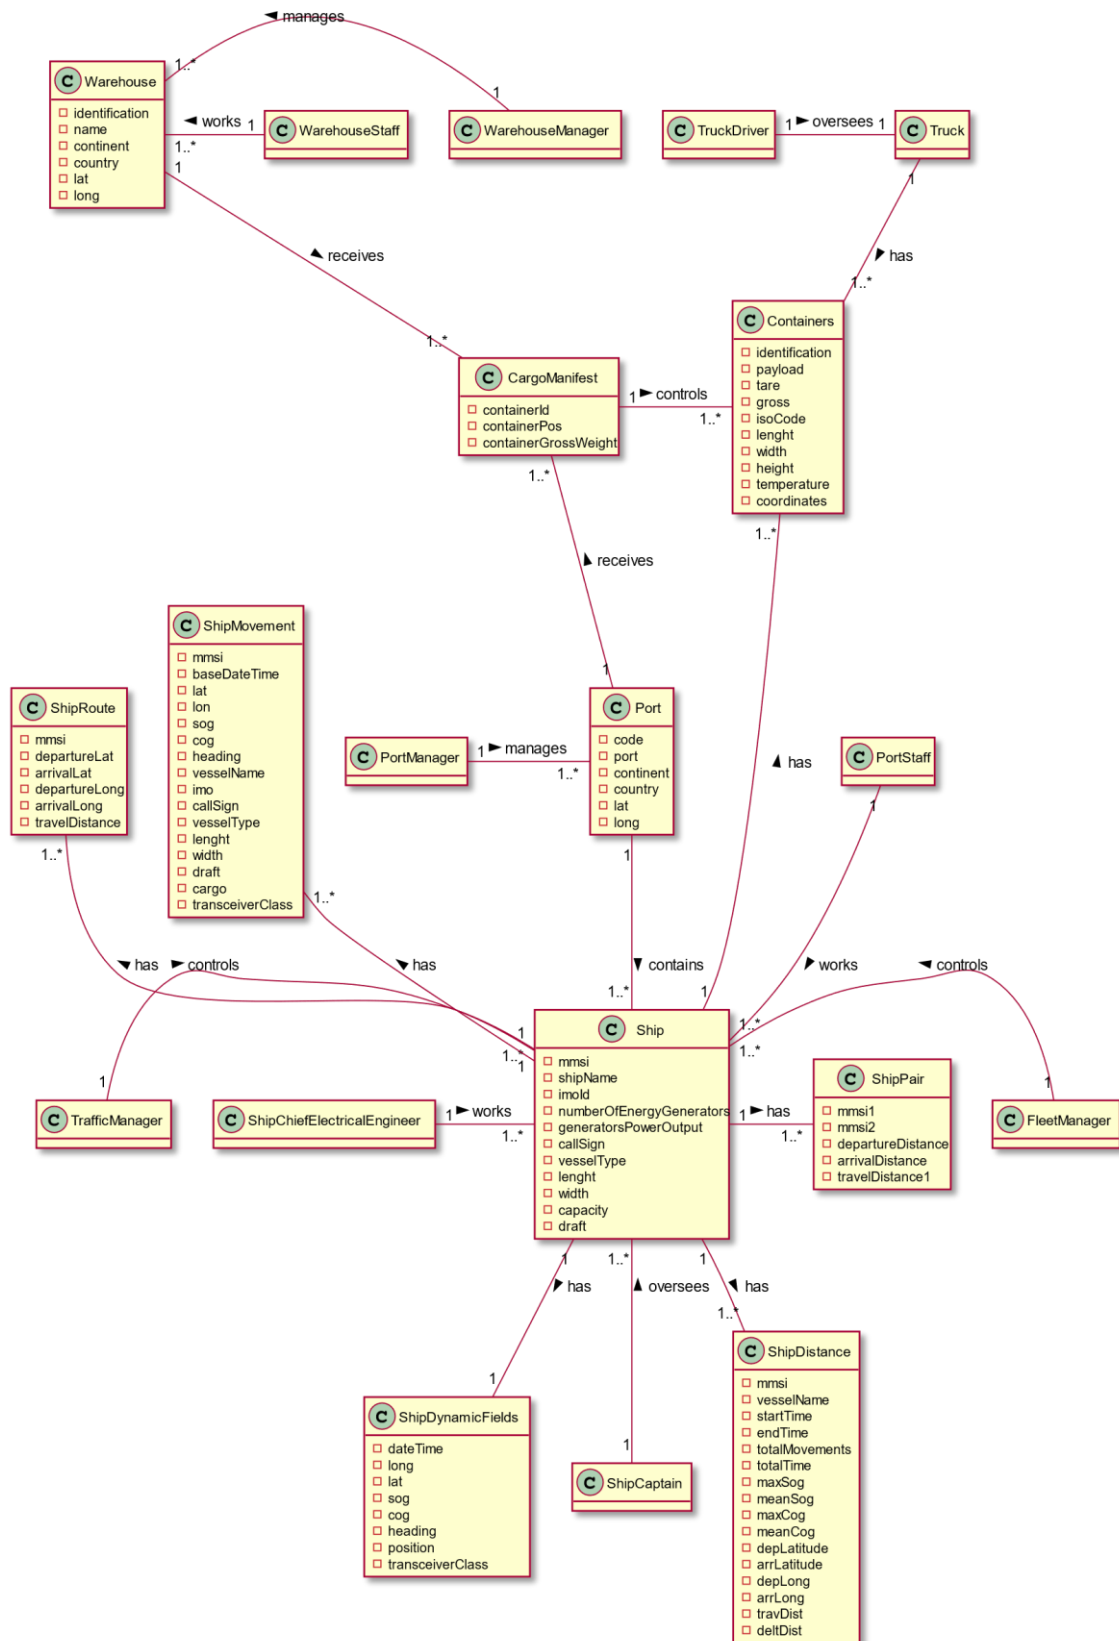 ◄ manages
1..*
1
C Warehouse
identification
name
continent
country
lat
long
◄ works
1
1..*
1
C WarehouseStaff
C WarehouseManager
C TruckDriver
1 ► oversees 1
C Truck
1
► receives
1..*
has
1..*
C Containers
identification
payload
tare
gross
isoCode
lenght
width
height
temperature
coordinates
C CargoManifest
containerId
containerPos
containerGrossWeight
1 ► controls
1..*
1..*
1..*
▲ receives
1
C ShipMovement
mmsi
baseDateTime
lat
lon
sog
cog
heading
vesselName
imo
callSign
vesselType
lenght
width
draft
cargo
transceiverClass
C ShipRoute
mmsi
departureLat
arrivalLat
departureLong
arrivalLong
travelDistance
1..*
C PortManager
1 ► manages
1..*
C Port
code
port
continent
country
lat
long
1
▲ has
C PortStaff
1
1..*
◄ has
► controls
◄ has
▼ contains
works
◄ controls
1
1..*
1
1..*
1
1
1..*
1..*
C Ship
mmsi
shipName
imoId
numberOfEnergyGenerators
generatorsPowerOutput
callSign
vesselType
lenght
width
capacity
draft
1
C TrafficManager
C ShipChiefElectricalEngineer
1 ► works
1..*
1 ► has
1..*
C ShipPair
mmsi1
mmsi2
departureDistance
arrivalDistance
travelDistance1
1
C FleetManager
1
has
1
1..*
▲ oversees
1
1
has
1..*
C ShipDynamicFields
dateTime
long
lat
sog
cog
heading
position
transceiverClass
C ShipCaptain
C ShipDistance
mmsi
vesselName
startTime
endTime
totalMovements
totalTime
maxSog
meanSog
maxCog
meanCog
depLatitude
arrLatitude
depLong
arrLong
travDist
deltDist